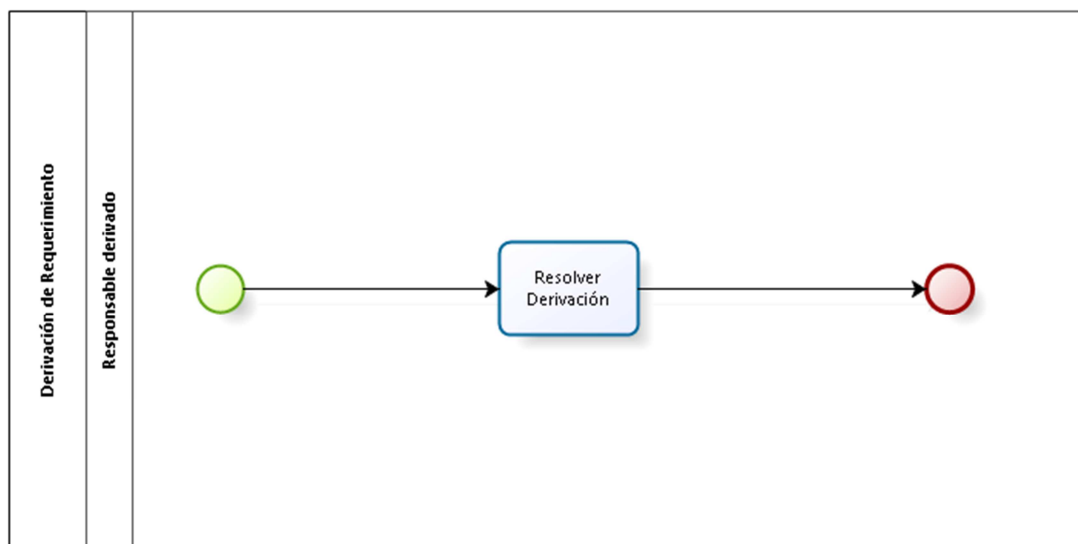 Derivación de Requerimiento
Responsable derivado
Resolver
Derivación